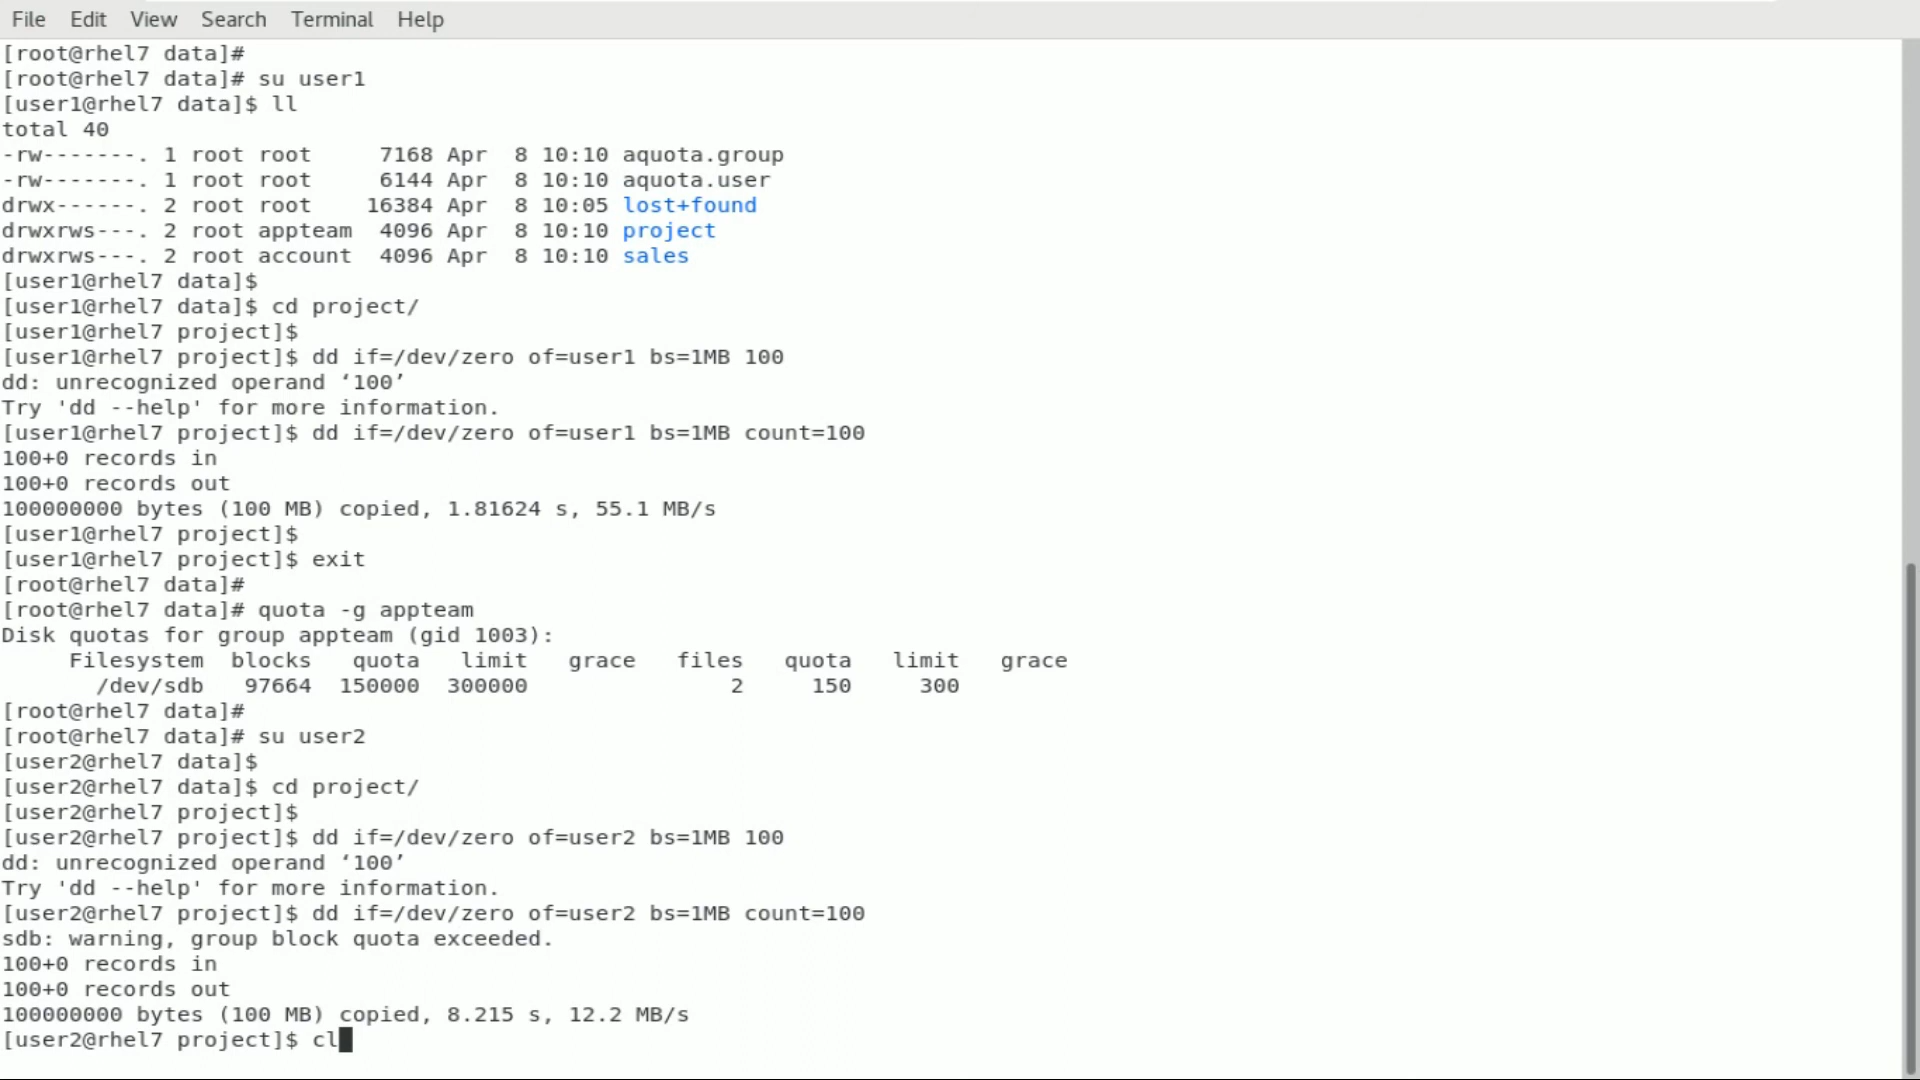 File Edit View Search Terminal Help
[root@rhel7 data]#
[root@rhel7 data]# su user1
[user1@rhel7 data]$ ll
total 40
-rw-------. 1 root root     7168 Apr  8 10:10 aquota.group
-rw-------. 1 root root     6144 Apr  8 10:10 aquota.user
drwx------. 2 root root    16384 Apr  8 10:05 lost+found
drwxrws---. 2 root appteam  4096 Apr  8 10:10 project
drwxrws---. 2 root account  4096 Apr  8 10:10 sales
[user1@rhel7 data]$
[user1@rhel7 data]$ cd project/
[user1@rhel7 project]$
[user1@rhel7 project]$ dd if=/dev/zero of=user1 bs=1MB 100
dd: unrecognized operand ‘100’
Try 'dd --help' for more information.
[user1@rhel7 project]$ dd if=/dev/zero of=user1 bs=1MB count=100
100+0 records in
100+0 records out
100000000 bytes (100 MB) copied, 1.81624 s, 55.1 MB/s
[user1@rhel7 project]$
[user1@rhel7 project]$ exit
[root@rhel7 data]#
[root@rhel7 data]# quota -g appteam
Disk quotas for group appteam (gid 1003):
     Filesystem  blocks   quota   limit   grace   files   quota   limit   grace
       /dev/sdb   97664  150000  300000               2     150     300
[root@rhel7 data]#
[root@rhel7 data]# su user2
[user2@rhel7 data]$
[user2@rhel7 data]$ cd project/
[user2@rhel7 project]$
[user2@rhel7 project]$ dd if=/dev/zero of=user2 bs=1MB 100
dd: unrecognized operand ‘100’
Try 'dd --help' for more information.
[user2@rhel7 project]$ dd if=/dev/zero of=user2 bs=1MB count=100
sdb: warning, group block quota exceeded.
100+0 records in
100+0 records out
100000000 bytes (100 MB) copied, 8.215 s, 12.2 MB/s
[user2@rhel7 project]$ cl